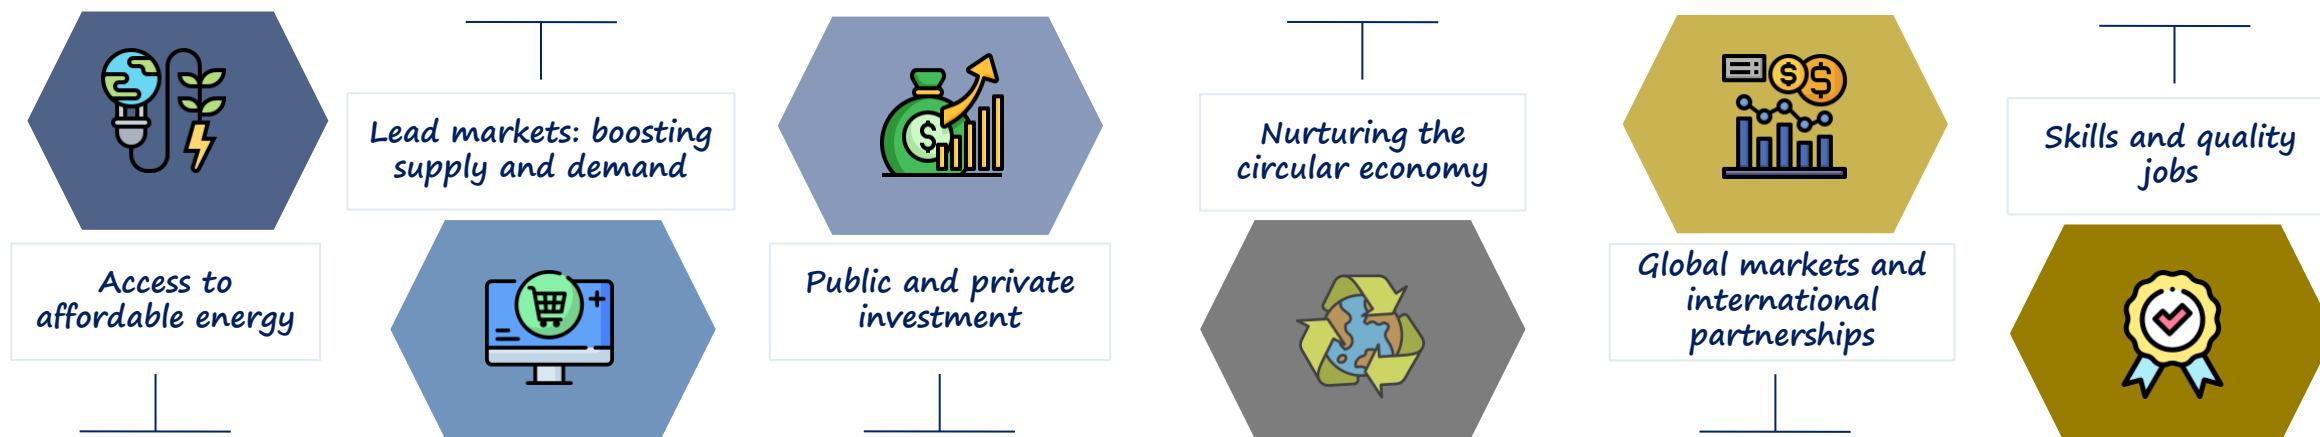 Access to
affordable energy
Lead markets: boosting
supply and demand
Public and private
investment
Nurturing the
circular economy
Global markets and
international
partnerships
Skills and quality
jobs